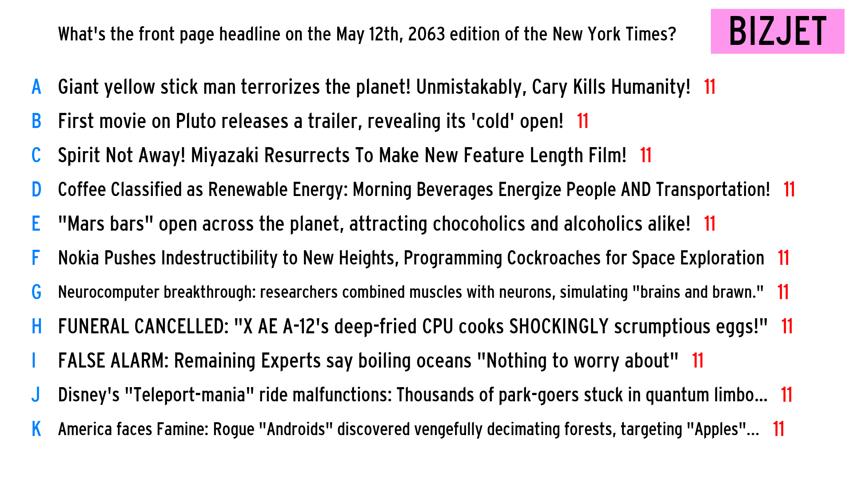 What's the front page headline on the May 12th, 2063 edition of the New York Times? BIZJET
A Giant yellow stick man terrorizes the planet! Unmistakably, Cary Kills Humanity! 11
B First movie on Pluto releases a trailer, revealing its 'cold' open! 11
C Spirit Not Away! Miyazaki Resurrects To Make New Feature Length Film! 11
D Coffee Classified as Renewable Energy: Morning Beverages Energize People AND Transportation! 11
E "Mars bars" open across the planet, attracting chocoholics and alcoholics alike! 11
F Nokia Pushes Indestructibility to New Heights, Programming Cockroaches for Space Exploration 11
G Neurocomputer breakthrough: researchers combined muscles with neurons, simulating "brains and brawn." 11
H FUNERAL CANCELLED: "X AE A-12's deep-fried CPU cooks SHOCKINGLY scrumptious eggs!" 11
I FALSE ALARM: Remaining Experts say boiling oceans "Nothing to worry about" 11
J Disney's "Teleport-mania" ride malfunctions: Thousands of park-goers stuck in quantum limbo... 11
K America faces Famine: Rogue "Androids" discovered vengefully decimating forests, targeting "Apples"... 11